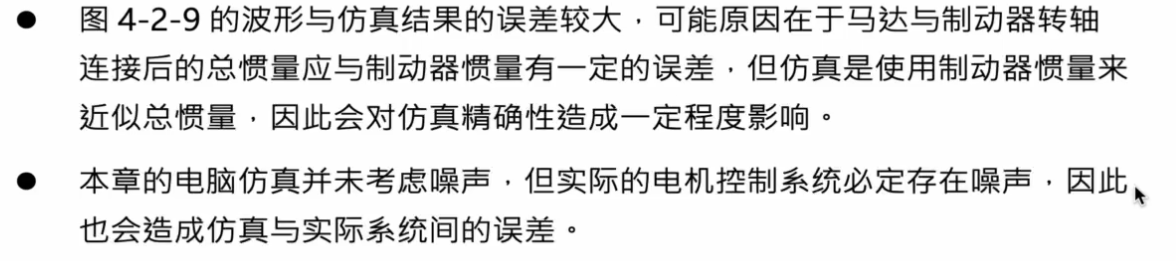 ● 图 4-2-9 的波形与仿真结果的误差较大，可能原因在于马达与制动器转轴
连接后的总惯量应与制动器惯量有一定的误差，但仿真是使用制动器惯量来
近似总惯量，因此会对仿真精确性造成一定程度影响。
● 本章的电脑仿真并未考虑噪声，但实际的电机控制系统必定存在噪声，因此
也会造成仿真与实际系统间的误差。